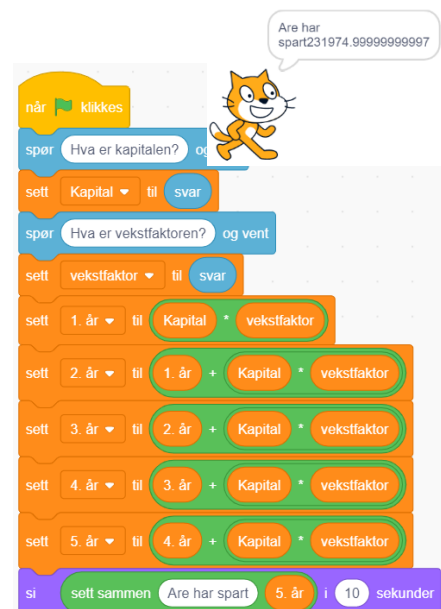 Are har
spart231974.99999999997
når klikkes
spør Hva er kapitalen?
sett Kapital til svar
spør Hva er vekstfaktoren? og vent
sett vekstfaktor til svar
sett 1. år til Kapital * vekstfaktor
sett 2. år til 1. år + Kapital * vekstfaktor
sett 3. år til 2. år + Kapital * vekstfaktor
sett 4. år til 3. år + Kapital * vekstfaktor
sett 5. år til 4. år + Kapital * vekstfaktor
si sett sammen Are har spart 5. år i 10 sekunder